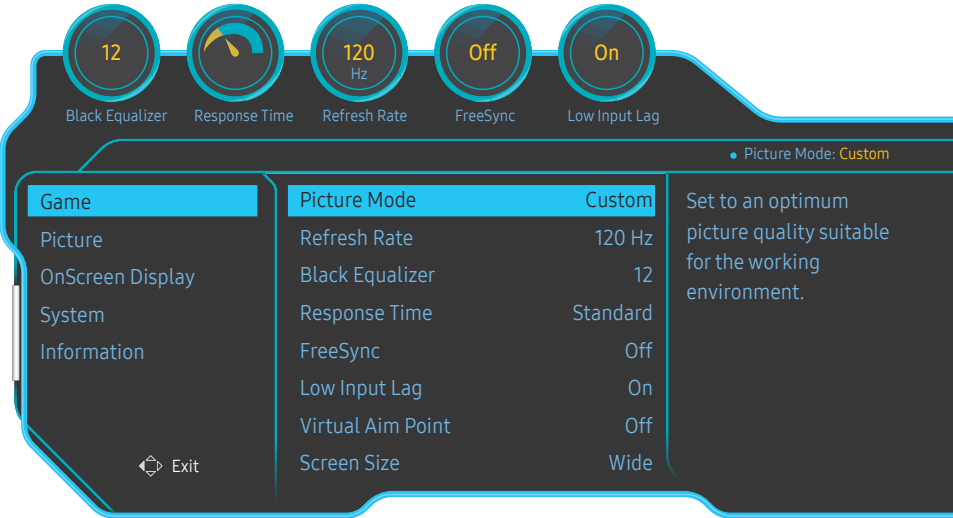 12
120
Hz
Off
On
Black Equalizer
Response Time
Refresh Rate
FreeSync
Low Input Lag
Picture Mode: Custom
Game
Picture
OnScreen Display
System
Information
Exit
Picture Mode Custom
Refresh Rate 120 Hz
Black Equalizer 12
Response Time Standard
FreeSync Off
Low Input Lag On
Virtual Aim Point Off
Screen Size Wide
Set to an optimum
picture quality suitable
for the working
environment.